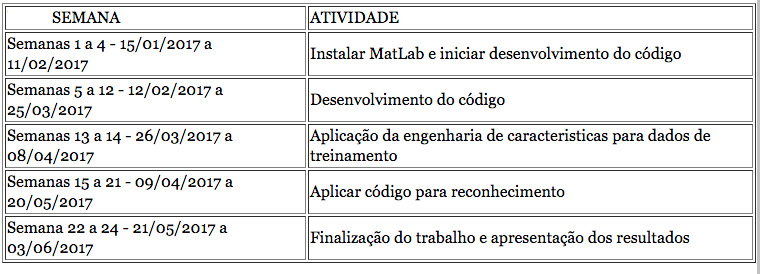 SEMANA ATIVIDADE
Semanas 1 a 4 - 15/01/2017 a
11/02/2017
Instalar MatLab e iniciar desenvolvimento do código
Semanas 5 a 12 - 12/02/2017 a
25/03/2017
Desenvolvimento do código
Semanas 13 a 14 - 26/03/2017 a
08/04/2017
Aplicação da engenharia de caracteristicas para dados de
treinamento
Semanas 15 a 21 - 09/04/2017 a
20/05/2017
Aplicar código para reconhecimento
Semana 22 a 24 - 21/05/2017 a
03/06/2017
Finalização do trabalho e apresentação dos resultados